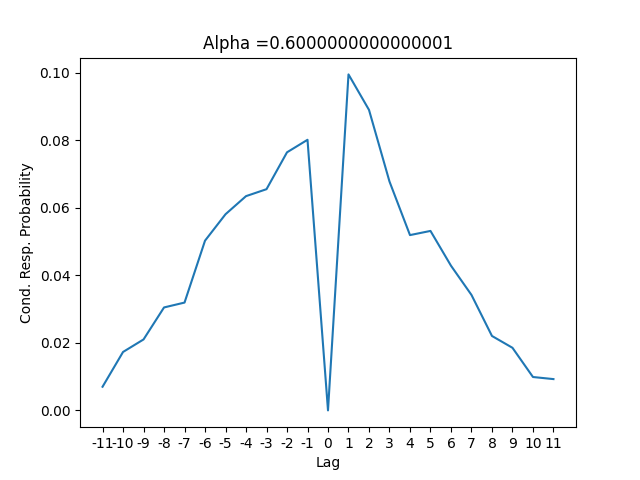 Alpha =0.6000000000000001
Cond. Resp. Probability
0.10
0.08
0.06
0.04
0.02
0.00
-11 -10 -9 -8 -7 -6 -5 -4 -3 -2 -1 0 1 2 3 4 5 6 7 8 9 10 11
Lag